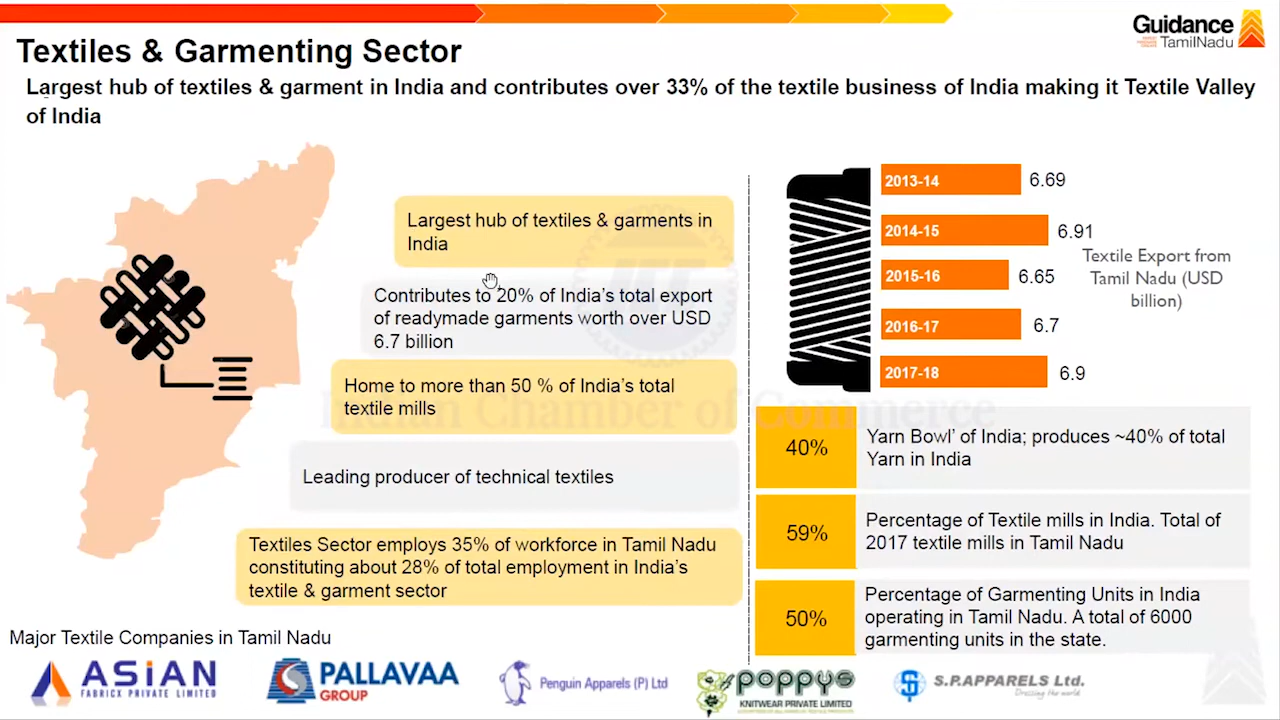 Guidance
TamilNadu
Textiles & Garmenting Sector
Largest hub of textiles & garment in India and contributes over 33% of the textile business of India making it Textile Valley
of India
Largest hub of textiles & garments in
India
Contributes to 20% of India's total export
of readymade garments worth over USD
6.7 billion
Home to more than 50 % of India's total
textile mills
Leading producer of technical textiles
Textiles Sector employs 35% of workforce in Tamil Nadu
constituting about 28% of total employment in India's
textile & garment sector
2013-14 6.69
2014-15 6.91
2015-16 6.65
2016-17 6.7
2017-18 6.9
Textile Export from
Tamil Nadu (USD
billion)
Indian Chamber of Commerce
40%
Yarn Bowl' of India; produces ~40% of total
Yarn in India
59%
Percentage of Textile mills in India. Total of
2017 textile mills in Tamil Nadu
50%
Percentage of Garmenting Units in India
operating in Tamil Nadu. A total of 6000
garmenting units in the state.
Major Textile Companies in Tamil Nadu
ASiAN
FABRICX PRIVATE LIMITED
PALLAVAA
GROUP
Penguin Apparels (P) Ltd
POPPYS
KNITWEAR PRIVATE LIMITED
S.P.APPARELS Ltd.
Dressing the world